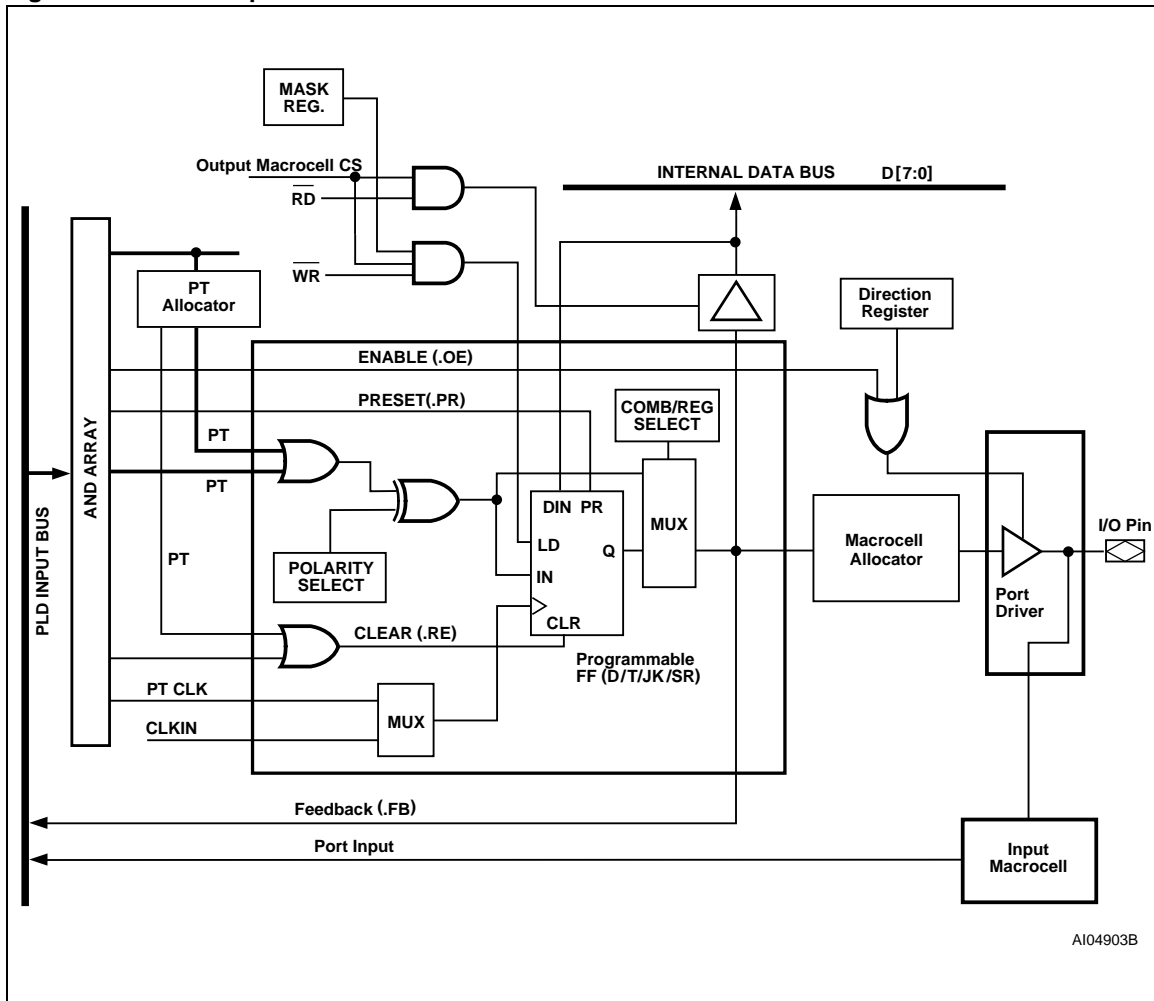 MASK
REG.
Output Macrocell CS
RD
WR
INTERNAL DATA BUS D[7:0]
PT
Allocator
Direction
Register
ENABLE (.OE)
PRESET(.PR)
COMB/REG
SELECT
PT
PT
PT
AND ARRAY
PLD INPUT BUS
POLARITY
SELECT
DIN PR
LD
Q
IN
CLR
MUX
Macrocell
Allocator
I/O Pin
Port
Driver
CLEAR (.RE)
Programmable
FF (D/T/JK/SR)
PT CLK
MUX
CLKIN
Feedback (.FB)
Port Input
Input
Macrocell
AI04903B